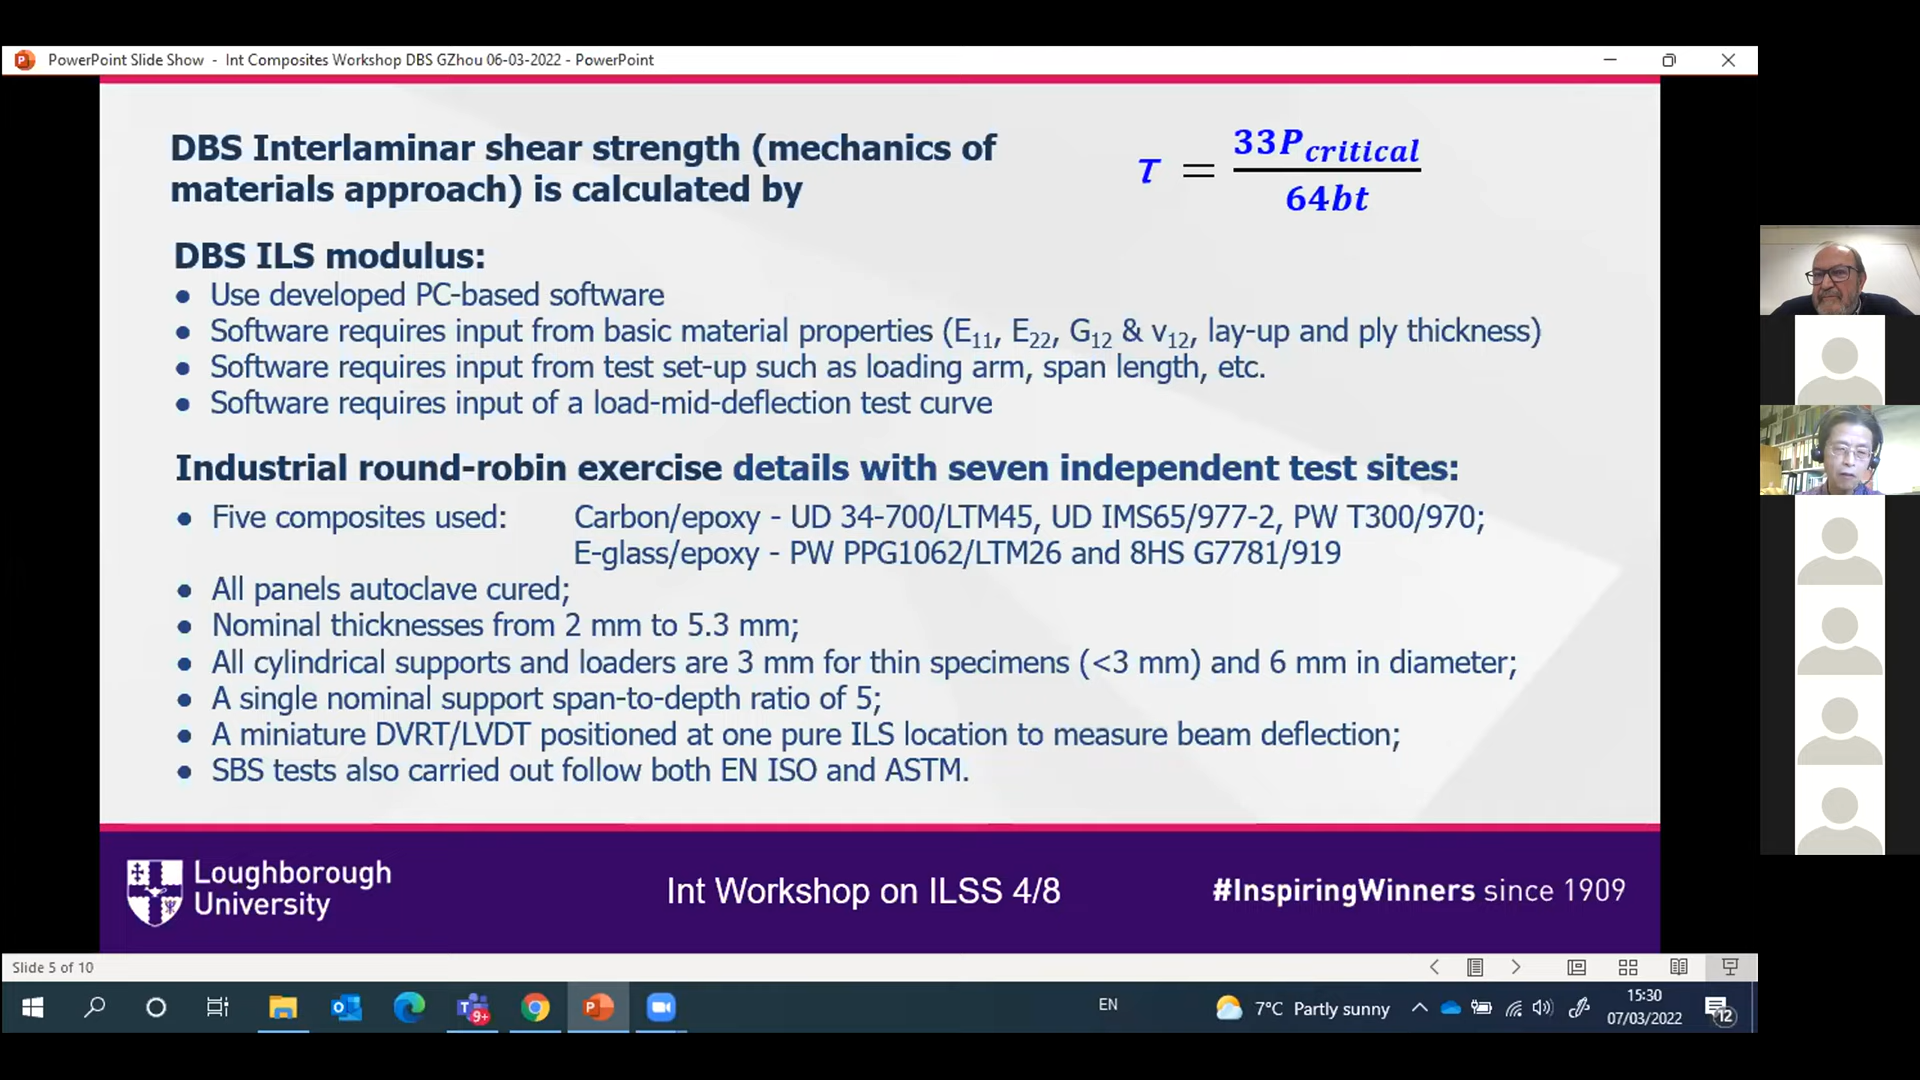 PowerPoint Slide Show - Int Composites Workshop DBS GZhou 06-03-2022 - PowerPoint
DBS Interlaminar shear strength (mechanics of
materials approach) is calculated by
τ = 33P_critical / 64bt
DBS ILS modulus:
● Use developed PC-based software
● Software requires input from basic material properties (E₁₁, E₂₂, G₁₂ & v₁₂, lay-up and ply thickness)
● Software requires input from test set-up such as loading arm, span length, etc.
● Software requires input of a load-mid-deflection test curve
Industrial round-robin exercise details with seven independent test sites:
● Five composites used: Carbon/epoxy - UD 34-700/LTM45, UD IMS65/977-2, PW T300/970;
E-glass/epoxy - PW PPG1062/LTM26 and 8HS G7781/919
● All panels autoclave cured;
● Nominal thicknesses from 2 mm to 5.3 mm;
● All cylindrical supports and loaders are 3 mm for thin specimens (<3 mm) and 6 mm in diameter;
● A single nominal support span-to-depth ratio of 5;
● A miniature DVRT/LVDT positioned at one pure ILS location to measure beam deflection;
● SBS tests also carried out follow both EN ISO and ASTM.
Loughborough
University
Int Workshop on ILSS 4/8
#InspiringWinners since 1909
Slide 5 of 10
9+
EN
7°C Partly sunny
15:30
07/03/2022
12